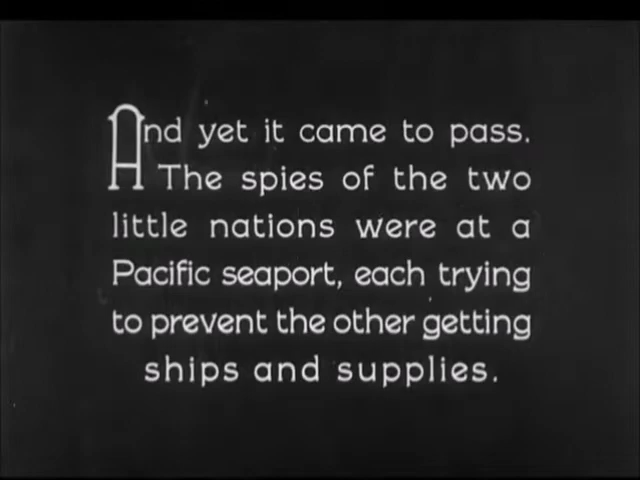 And yet it came to pass.
The spies of the two
little nations were at a
Pacific seaport, each trying
to prevent the other getting
ships and supplies.